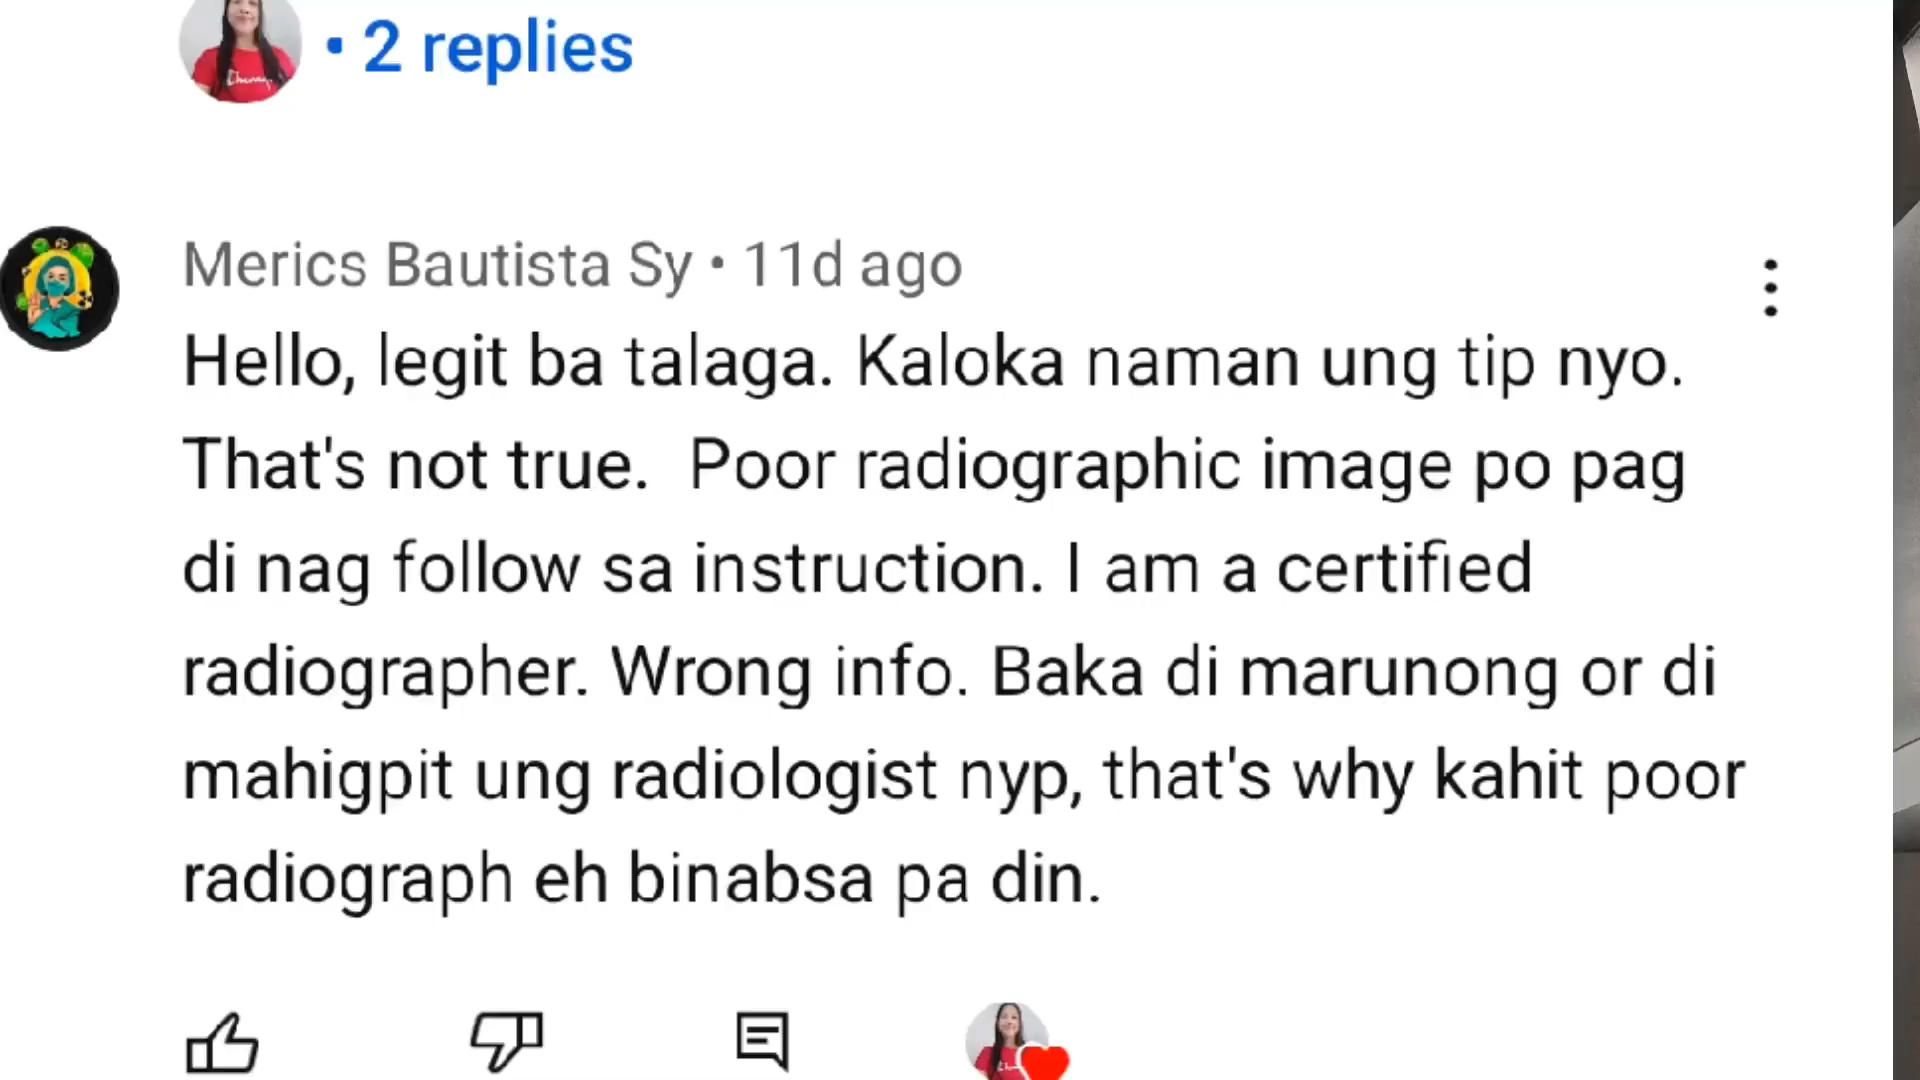 • 2 replies
Merics Bautista Sy • 11d ago
Hello, legit ba talaga. Kaloka naman ung tip nyo.
That's not true. Poor radiographic image po pag
di nag follow sa instruction. I am a certified
radiographer. Wrong info. Baka di marunong or di
mahigpit ung radiologist nyp, that's why kahit poor
radiograph eh binabsa pa din.